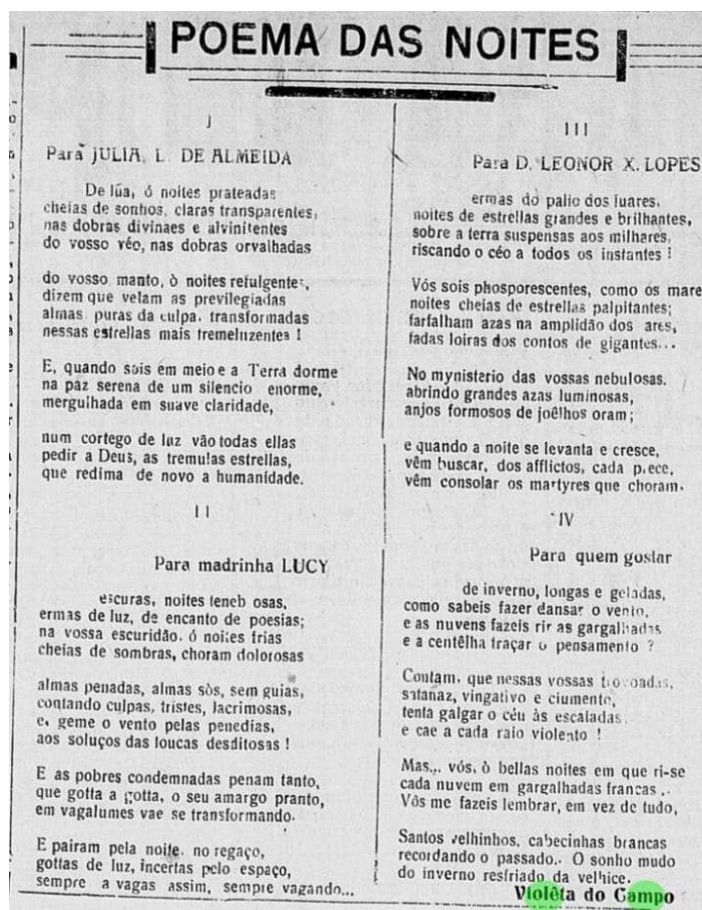 POEMA DAS NOITES
I
Para JULIA. L. DE ALMEIDA
De lúa, ó noites prateadas
cheias de sonhos, claras transparentes,
nas dobras divinaes e alvinitentes
do vosso véo, nas dobras orvalhadas
do vosso manto, ò noites refulgentes,
dizem que velam as previlegiadas
almas puras da culpa, transformadas
nessas estrellas mais tremeluzentes !
E, quando sois em meio e a Terra dorme
na paz serena de um silencio enorme,
mergulhada em suave claridade,
num cortego de luz vão todas ellas
pedir a Deus, as tremulas estrellas,
que redima de novo a humanidade.
II
Para madrinha LUCY
escuras, noites teneb osas,
ermas de luz, de encanto de poesias;
na vossa escuridão, ó noites frias
cheias de sombras, choram dolorosas
almas penadas, almas sòs, sem guias,
contando culpas, tristes, lacrimosas,
e, geme o vento pelas penedias,
aos soluços das loucas desditosas !
E as pobres condemnadas penam tanto,
que gotta a gotta, o seu amargo pranto,
em vagalumes vae se transformando.
E pairam pela noite, no regaço,
gottas de luz, incertas pelo espaço,
sempre a vagas assim, sempre vagando...
III
Para D. LEONOR X. LOPES
ermas do palio dos luares,
noites de estrellas grandes e brilhantes,
sobre a terra suspensas aos milhares,
riscando o céo a todos os instantes !
Vós sois phosporescentes, como os mare
noites cheias de estrellas palpitantes;
farfalham azas na amplidão dos ares,
fadas loiras dos contos de gigantes...
No mynisterio das vossas nebulosas,
abrindo grandes azas luminosas,
anjos formosos de joêlhos oram;
e quando a noite se levanta e cresce,
vêm buscar, dos afflictos, cada prece,
vêm consolar os martyres que choram.
IV
Para quem gostar
de inverno, longas e geladas,
como sabeis fazer dansar o vento,
e as nuvens fazeis rir as gargalhadas
e a centêlha traçar o pensamento ?
Contam, que nessas vossas trovoadas,
satanaz, vingativo e ciumento,
tenta galgar o céu às escaladas
e cae a cada raio violento !
Mas... vós, ò bellas noites em que ri-se
cada nuvem em gargalhadas francas ..
Vós me fazeis lembrar, em vez de tudo,
Santos velhinhos, cabecinhas brancas
recordando o passado.. O sonho mudo
do inverno resfriado da velhice.
Violêta do Campo